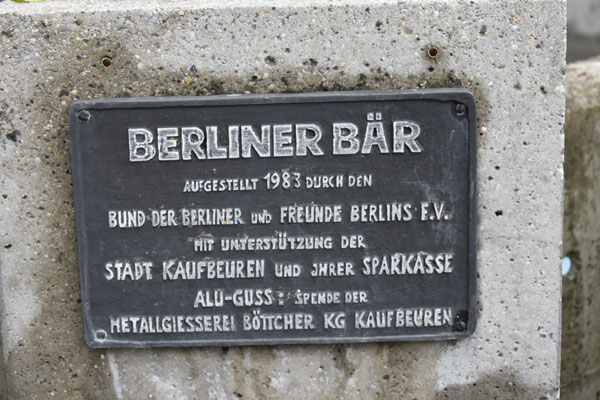 BERLINER BÄR
AUFGESTELLT 1983 DURCH DEN
BUND DER BERLINER UND FREUNDE BERLINS E.V.
MIT UNTERSTÜTZUNG DER
STADT KAUFBEUREN UND JHRER SPARKASSE
ALU-GUSS: SPENDE DER
METALLGIESSEREI BÖTTCHER KG KAUFBEUREN